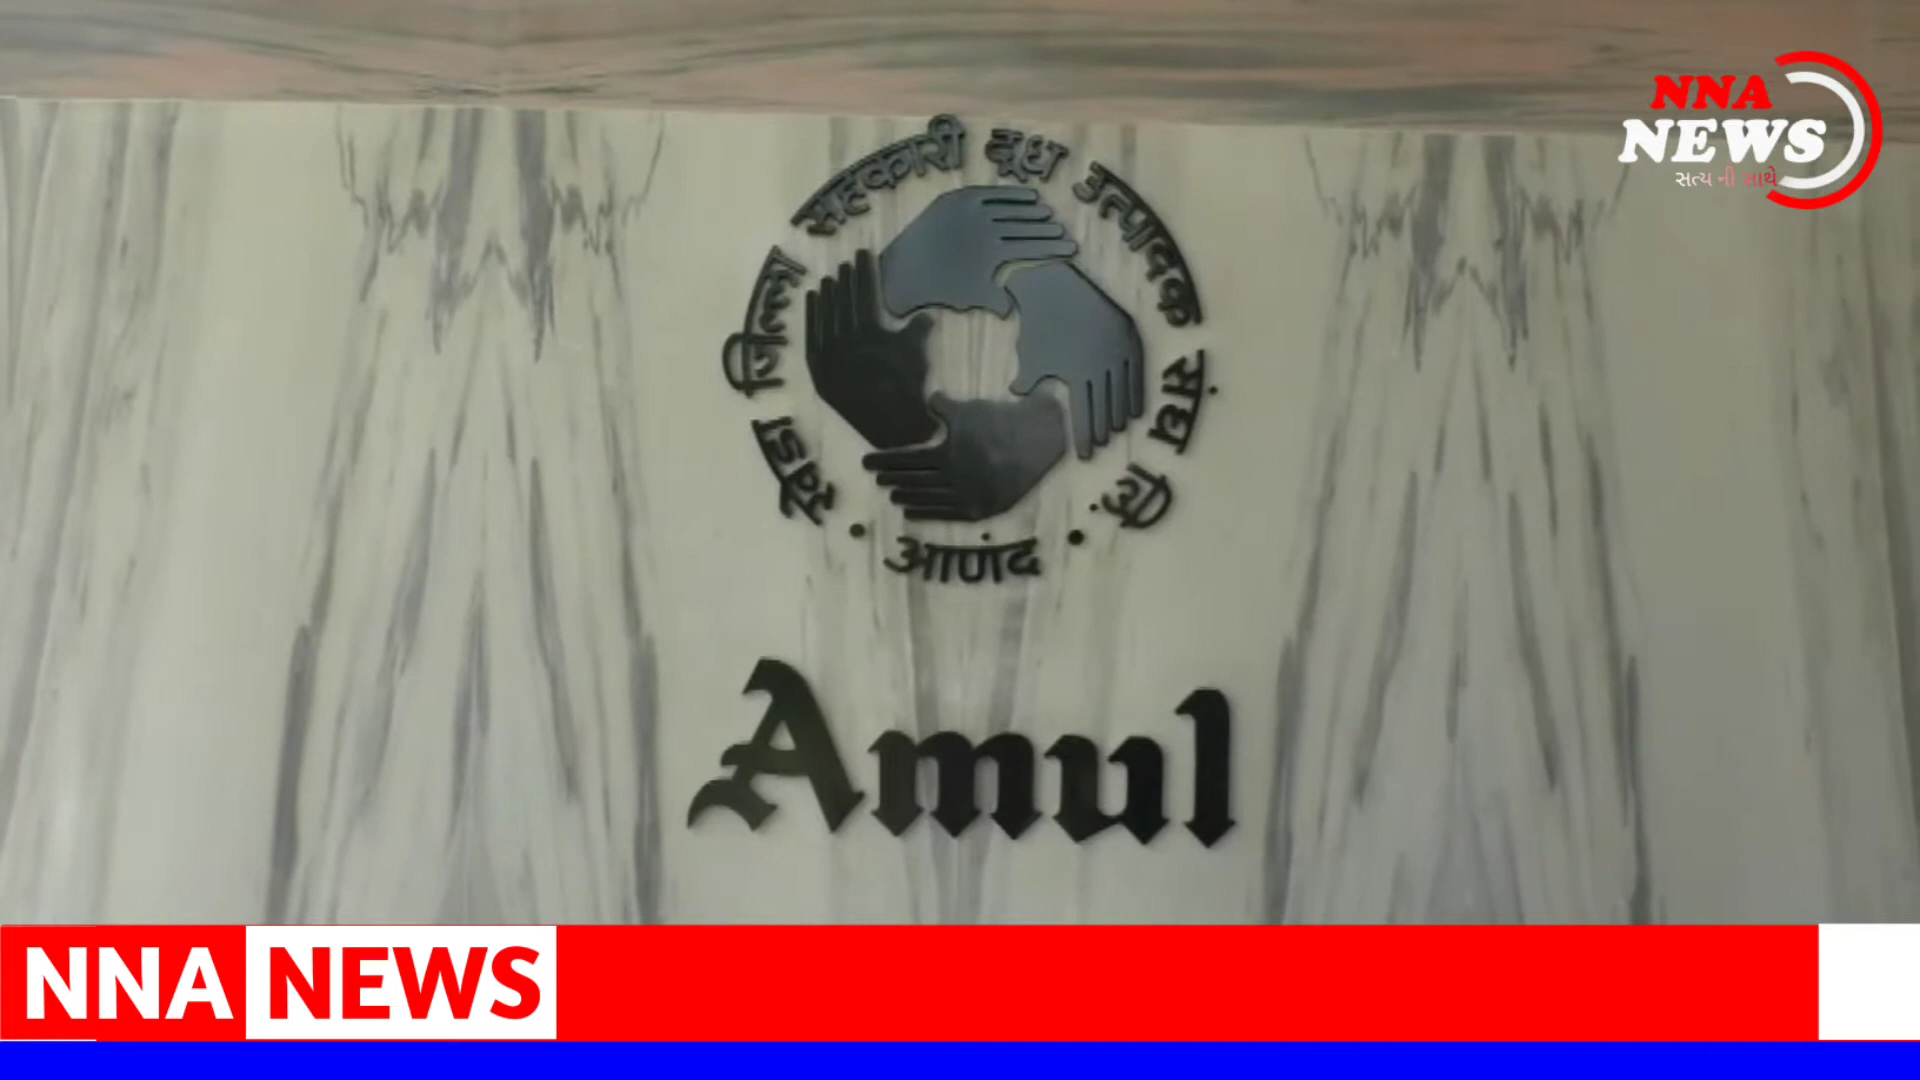 NNA
NEWS
સત્ય ની સાથે
खेडा जिल्ला सहकारी दूध उत्पादक संघ लि.
• आणंद •
Amul
NNA NEWS